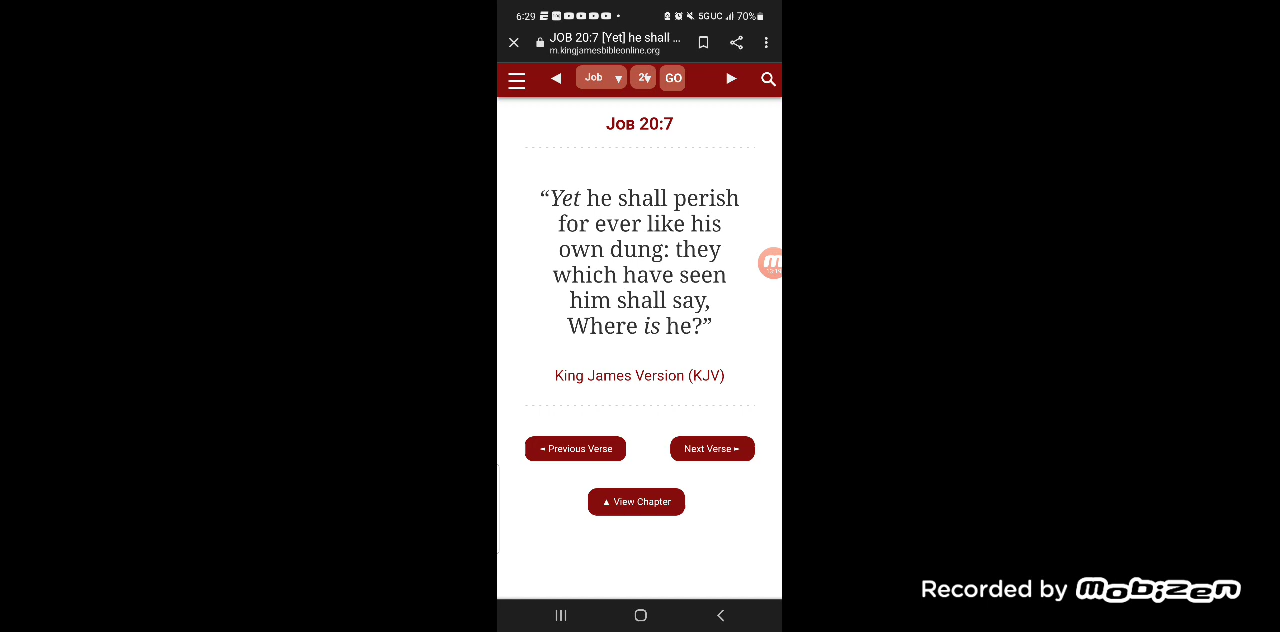 6:29 5GUC 70%
JOB 20:7 [Yet] he shall ...
m.kingjamesbibleonline.org
Job GO
Job 20:7
“Yet he shall perish
for ever like his
own dung: they
which have seen
him shall say,
Where is he?”
King James Version (KJV)
◄ Previous Verse Next Verse ►
▲ View Chapter
Recorded by mobizen